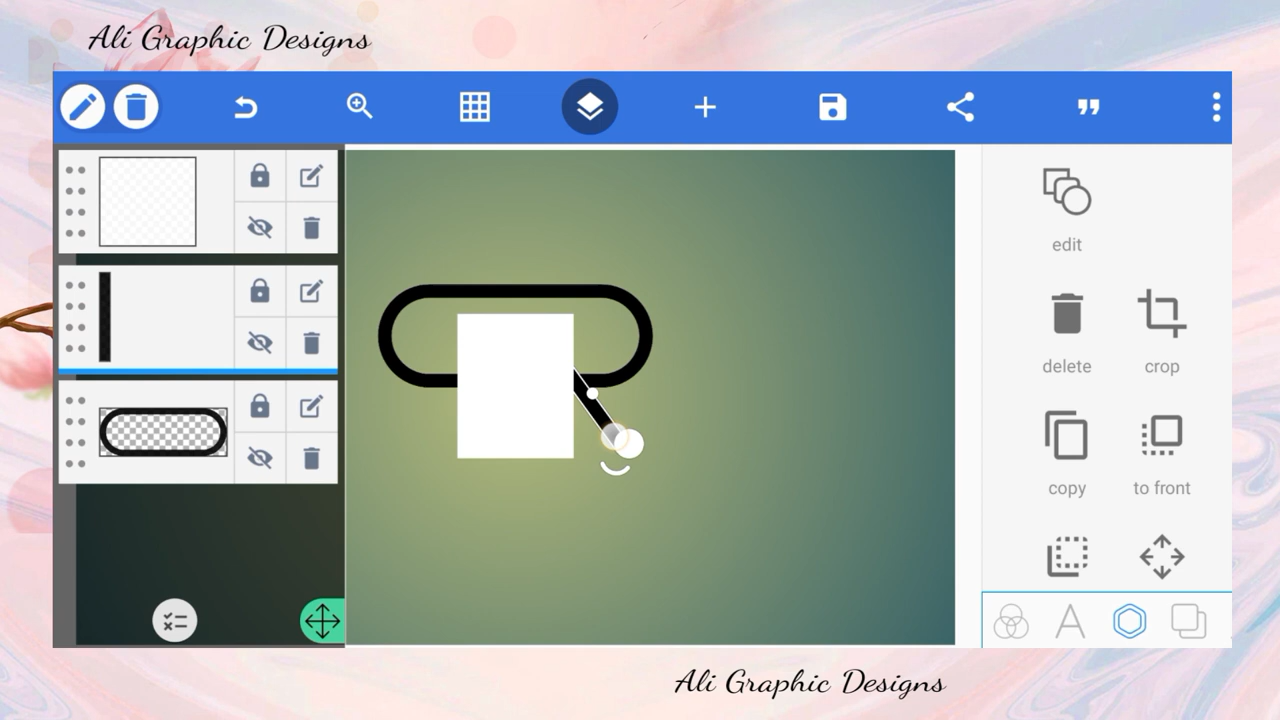 Ali Graphic Designs
edit
delete
crop
copy
to front
Ali Graphic Designs